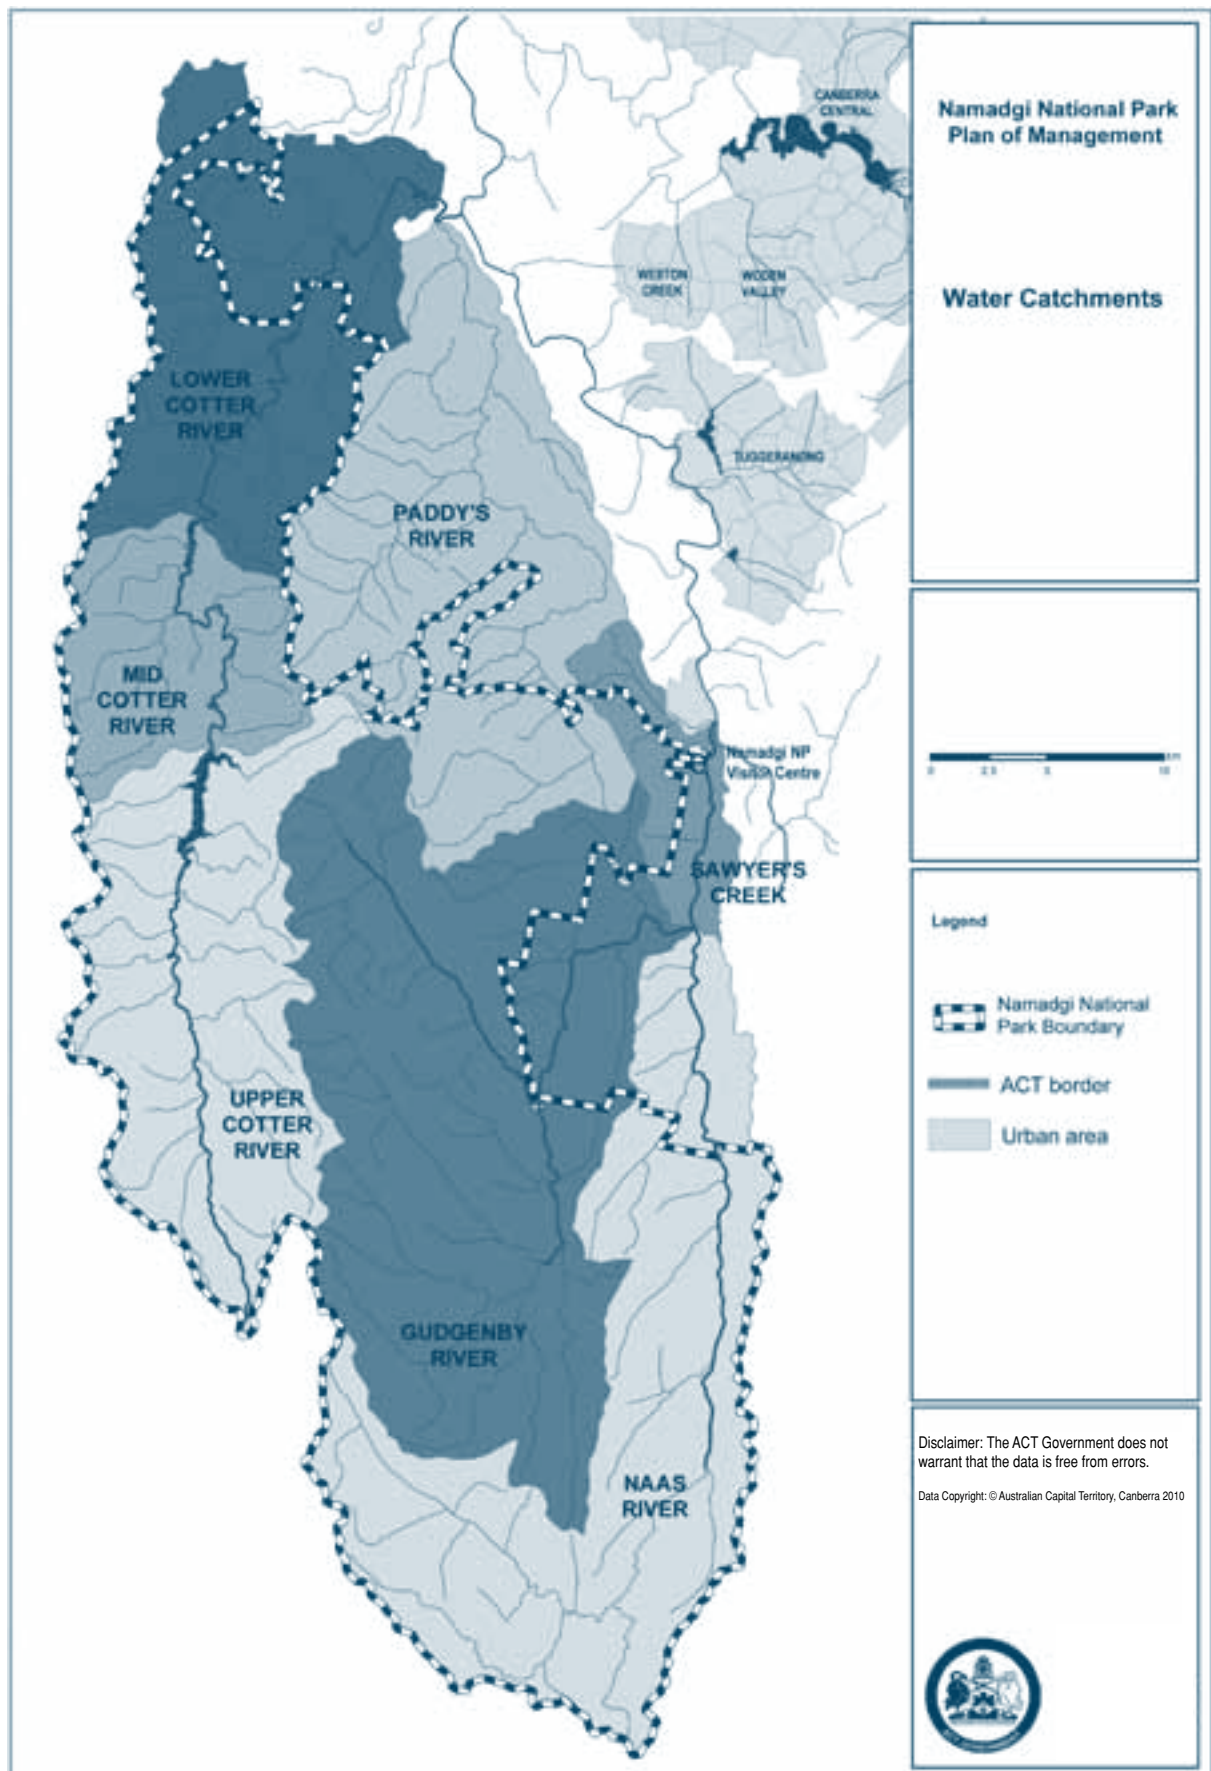 CANBERRA
CENTRAL
WESTON
CREEK
WODEN
VALLEY
TUGGERANONG
LOWER
COTTER
RIVER
PADDY'S
RIVER
MID
COTTER
RIVER
Namadgi NP
Visitor Centre
SAWYER'S
CREEK
UPPER
COTTER
RIVER
GUDGENBY
RIVER
NAAS
RIVER
Namadgi National Park
Plan of Management
Water Catchments
0 2.5 5 10 km
Legend
Namadgi National
Park Boundary
ACT border
Urban area
Disclaimer: The ACT Government does not
warrant that the data is free from errors.
Data Copyright: © Australian Capital Territory, Canberra 2010